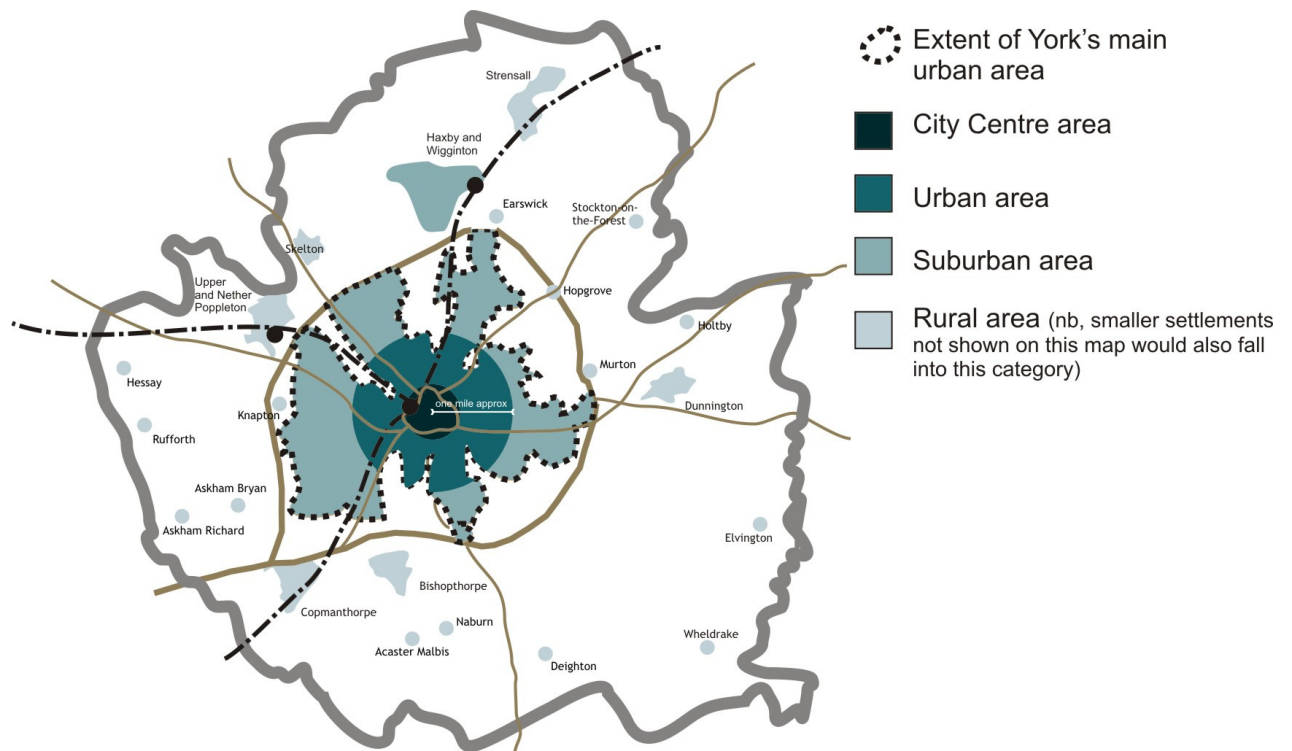 Strensall
Haxby and
Wigginton
Earswick
Stockton-on-
the-Forest
Skelton
Upper
and Nether
Poppleton
Hopgrove
Holtby
Hessay
Murton
Knapton
one mile approx
Dunnington
Rufforth
Askham Bryan
Askham Richard
Elvington
Bishopthorpe
Copmanthorpe
Naburn
Acaster Malbis
Wheldrake
Deighton
Extent of York's main
urban area
City Centre area
Urban area
Suburban area
Rural area (nb, smaller settlements
not shown on this map would also fall
into this category)